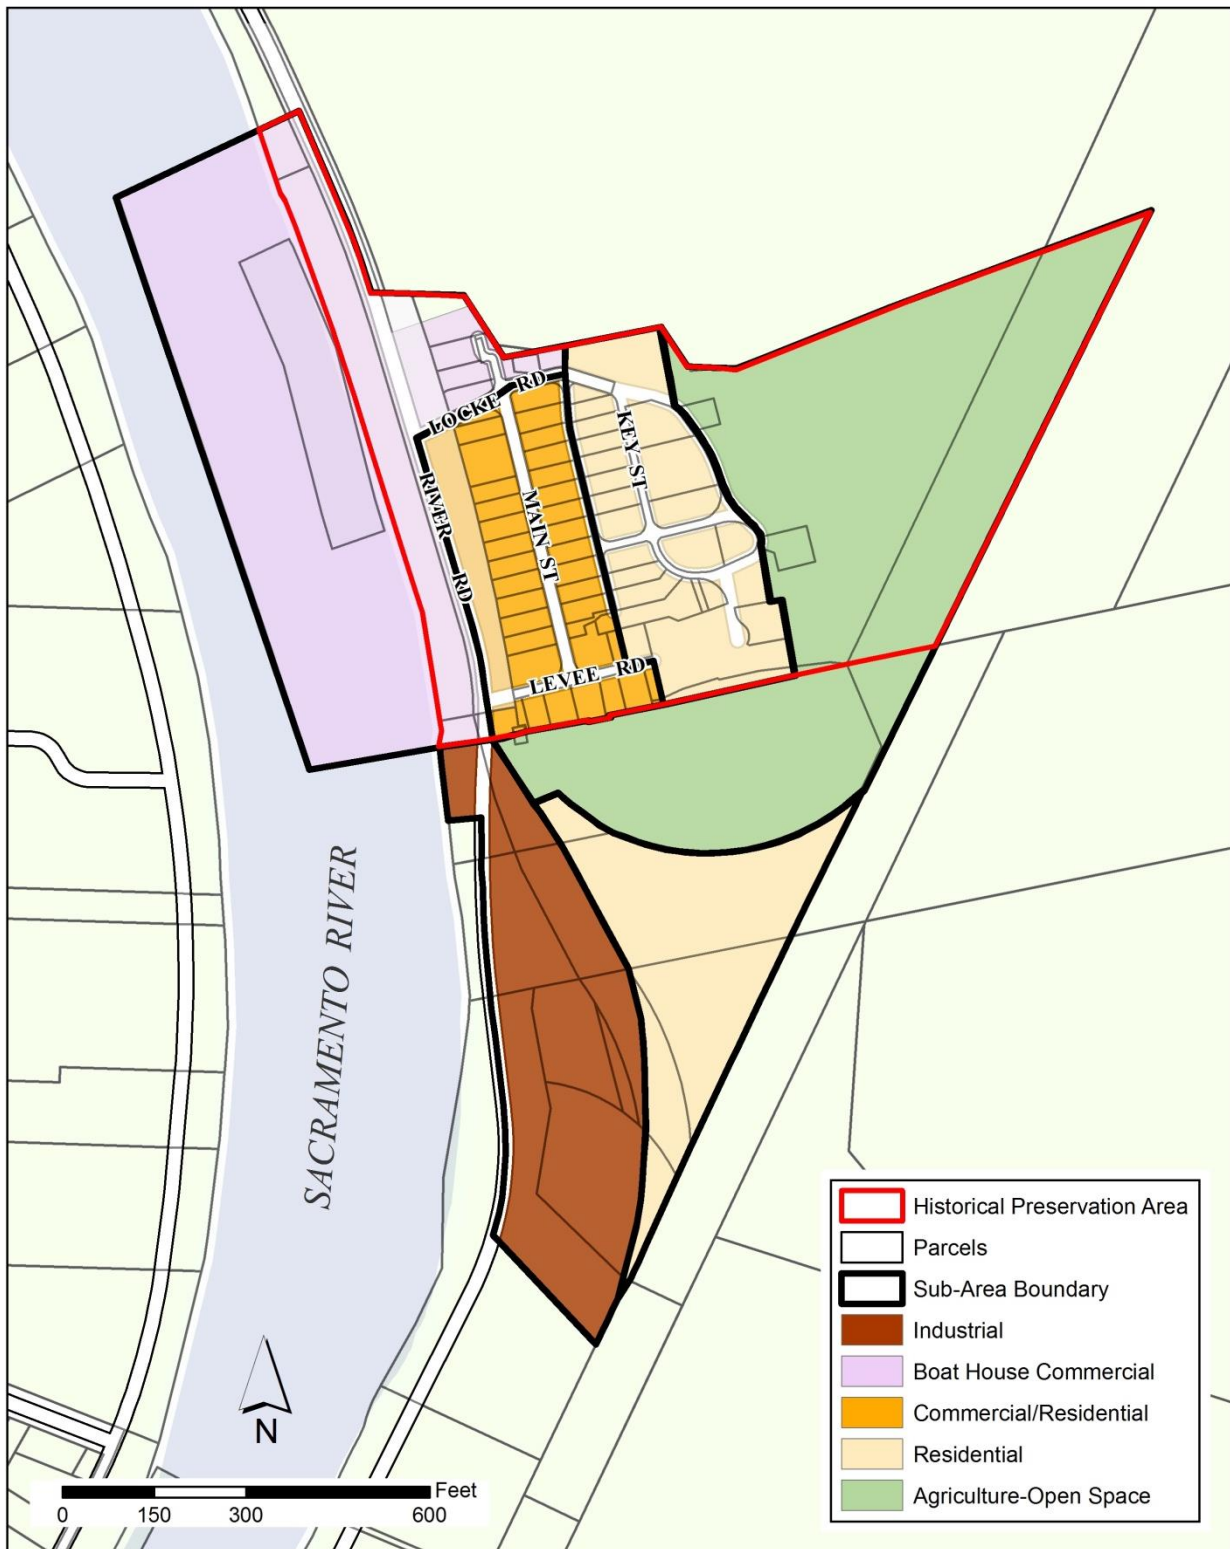 LOCKE RD
KEY ST
RIVER RD
MAIN ST
LEVEE RD
SACRAMENTO RIVER
Historical Preservation Area
Parcels
Sub-Area Boundary
Industrial
Boat House Commercial
Commercial/Residential
Residential
Agriculture-Open Space
N
Feet
0 150 300 600